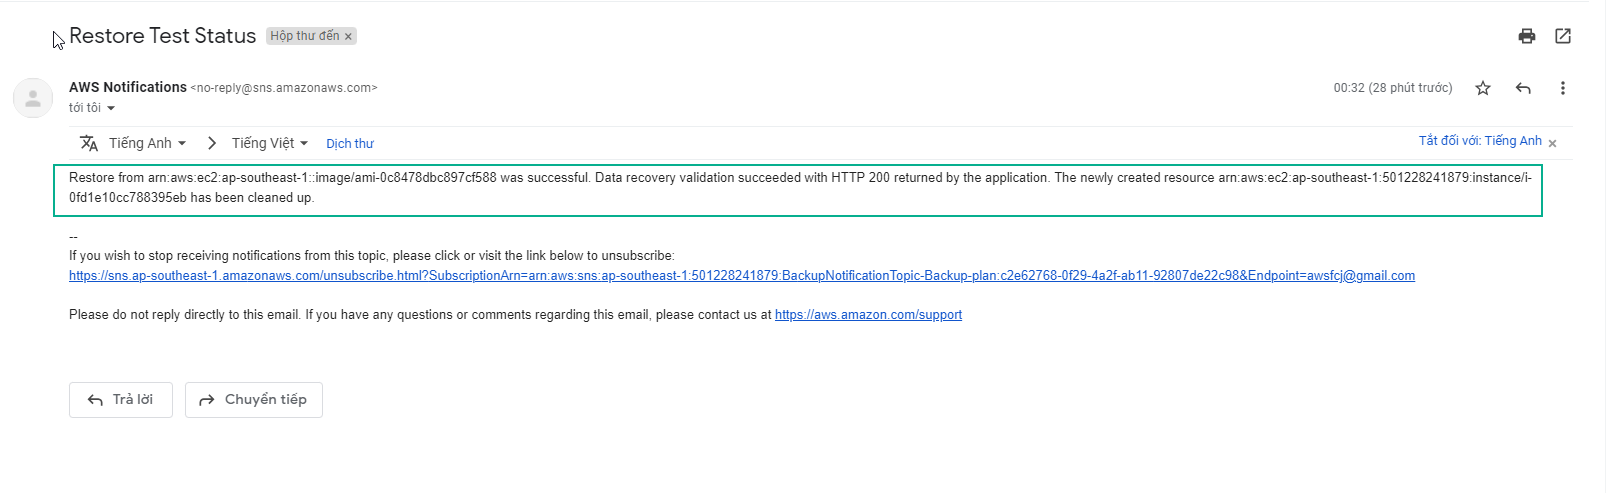 Restore Test Status Hộp thư đến ×
AWS Notifications <no-reply@sns.amazonaws.com> 00:32 (28 phút trước)
tới tôi
Tiếng Anh > Tiếng Việt Dịch thư Tắt đối với: Tiếng Anh ×
Restore from arn:aws:ec2:ap-southeast-1::image/ami-0c8478dbc897cf588 was successful. Data recovery validation succeeded with HTTP 200 returned by the application. The newly created resource arn:aws:ec2:ap-southeast-1:501228241879:instance/i-
0fd1e10cc788395eb has been cleaned up.
--
If you wish to stop receiving notifications from this topic, please click or visit the link below to unsubscribe:
https://sns.ap-southeast-1.amazonaws.com/unsubscribe.html?SubscriptionArn=arn:aws:sns:ap-southeast-1:501228241879:BackupNotificationTopic-Backup-plan:c2e62768-0f29-4a2f-ab11-92807de22c98&Endpoint=awsfcj@gmail.com
Please do not reply directly to this email. If you have any questions or comments regarding this email, please contact us at https://aws.amazon.com/support
Trả lời Chuyển tiếp